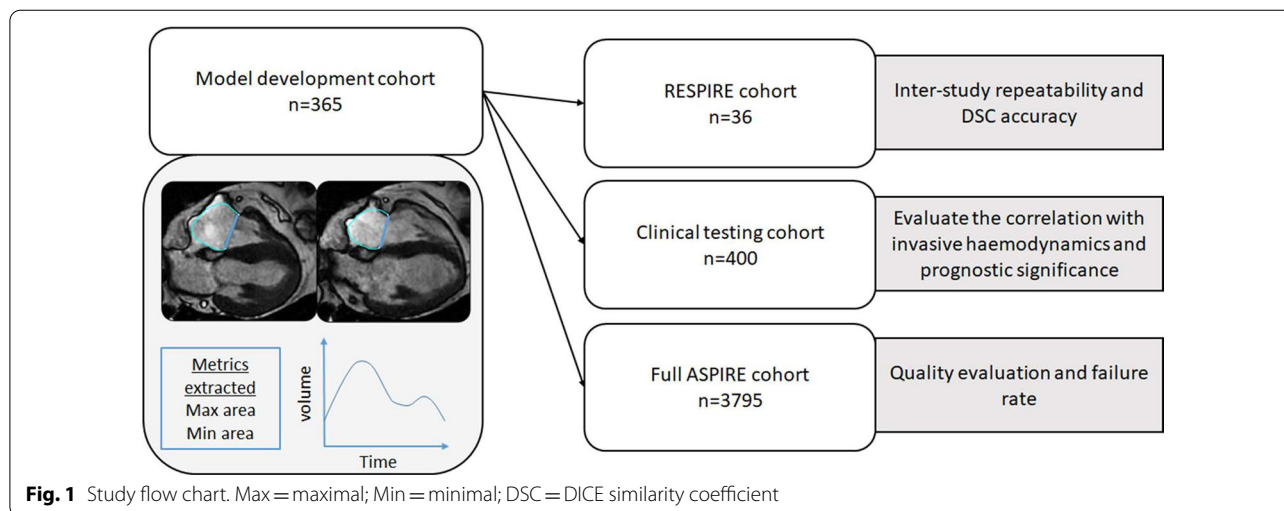 Model development cohort
n=365
RESPIRE cohort
n=36
Inter-study repeatability and
DSC accuracy
Clinical testing cohort
n=400
Evaluate the correlation with
invasive haemodynamics and
prognostic significance
Full ASPIRE cohort
n=3795
Quality evaluation and failure
rate
Metrics
extracted
Max area
Min area
volume
Time
Fig. 1 Study flow chart. Max = maximal; Min = minimal; DSC = DICE similarity coefficient